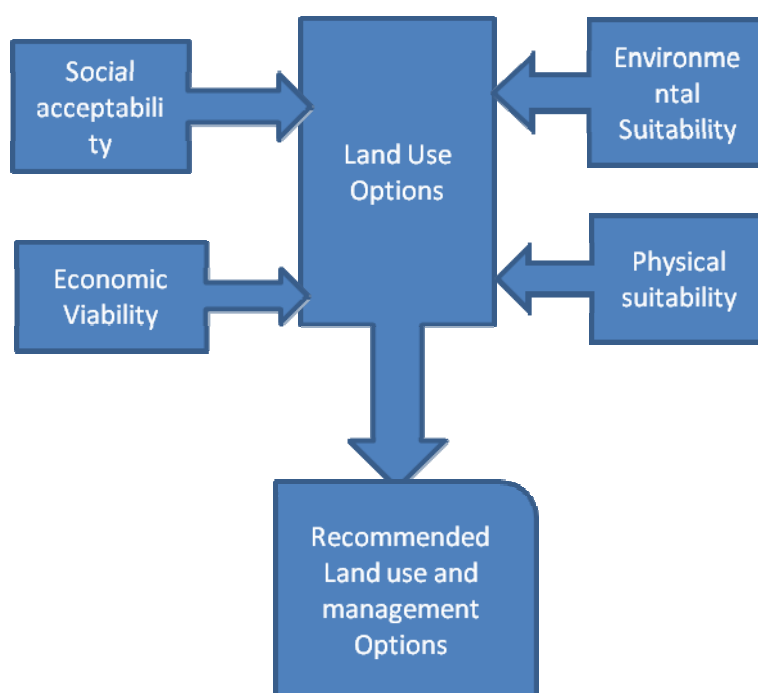 Social
acceptabili
ty
Land Use
Options
Environme
ntal
Suitability
Economic
Viability
Physical
suitability
Recommended
Land use and
management
Options